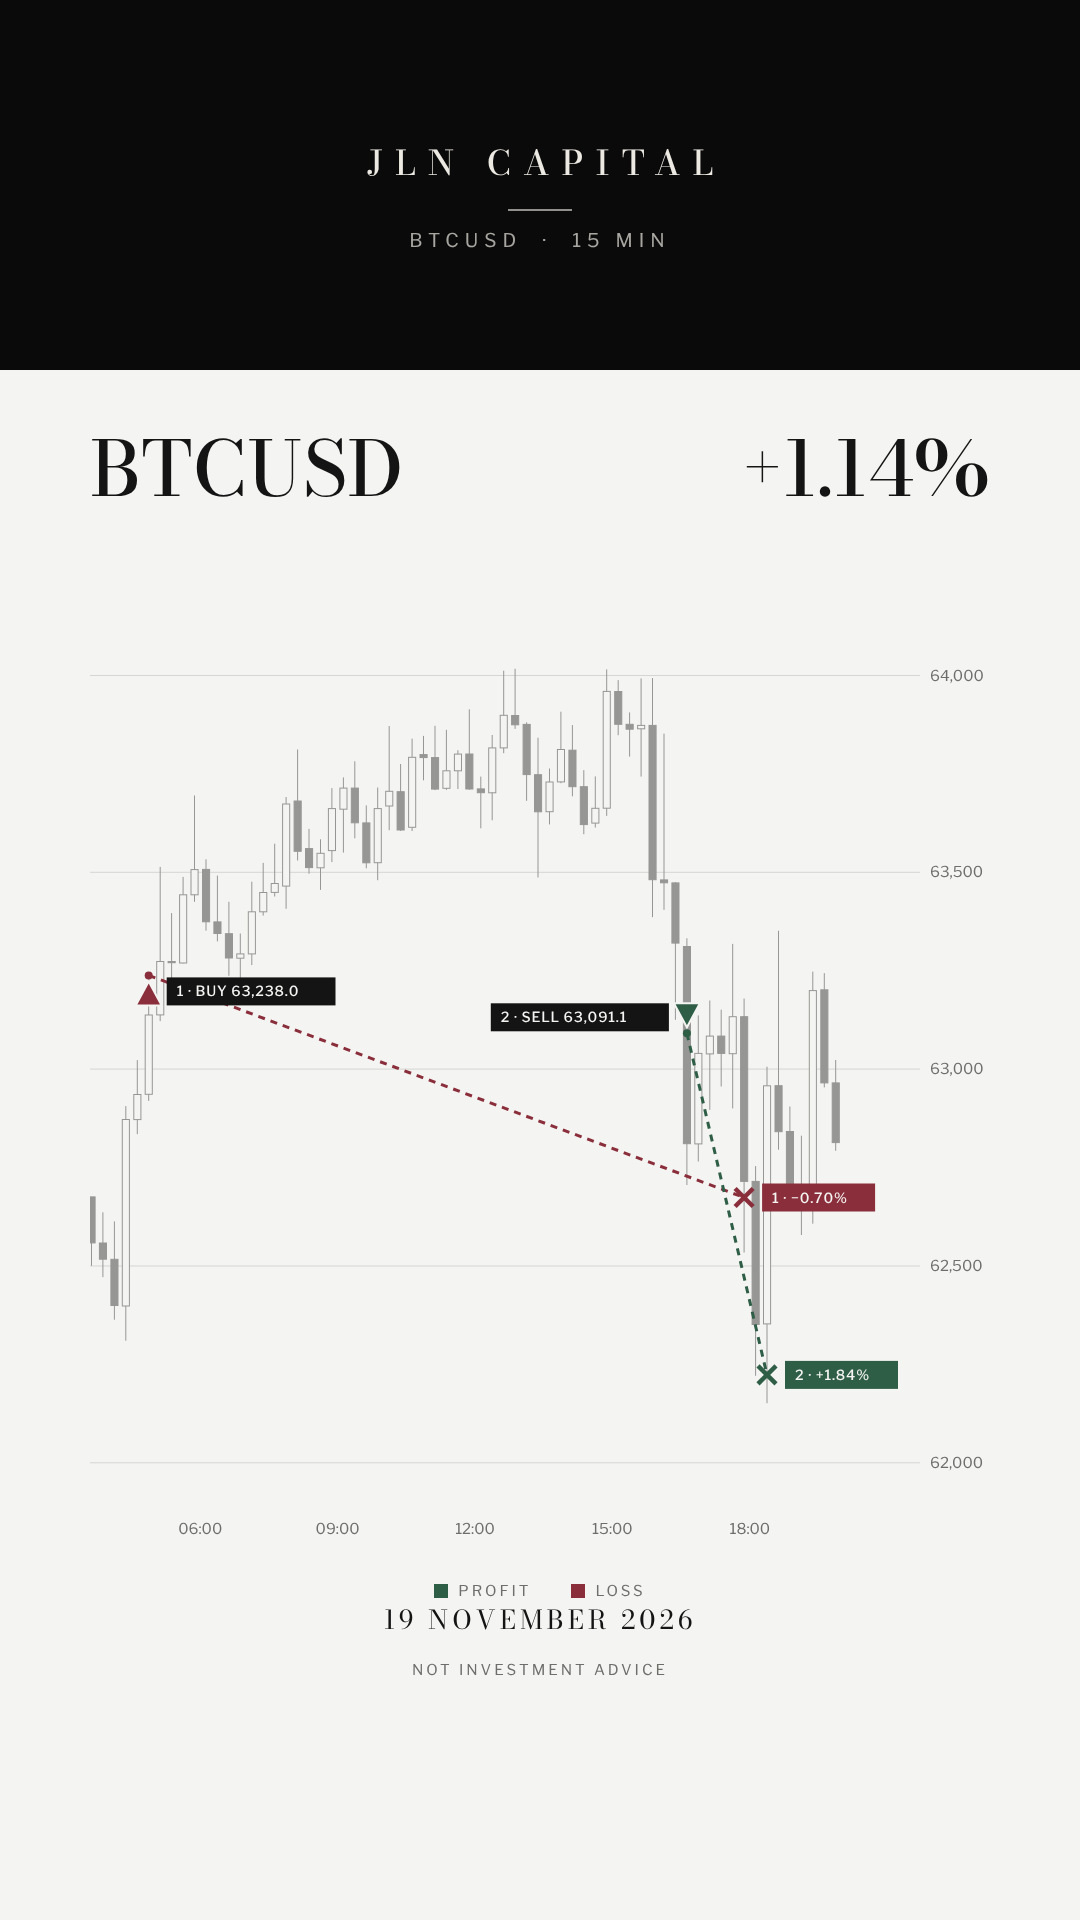 JLN CAPITAL
BTCUSD · 15 MIN
BTCUSD +1.14%
64,000
63,500
1 · BUY 63,238.0
2 · SELL 63,091.1
63,000
1 · −0.70%
62,500
2 · +1.84%
62,000
06:00 09:00 12:00 15:00 18:00
PROFIT LOSS
19 NOVEMBER 2026
NOT INVESTMENT ADVICE